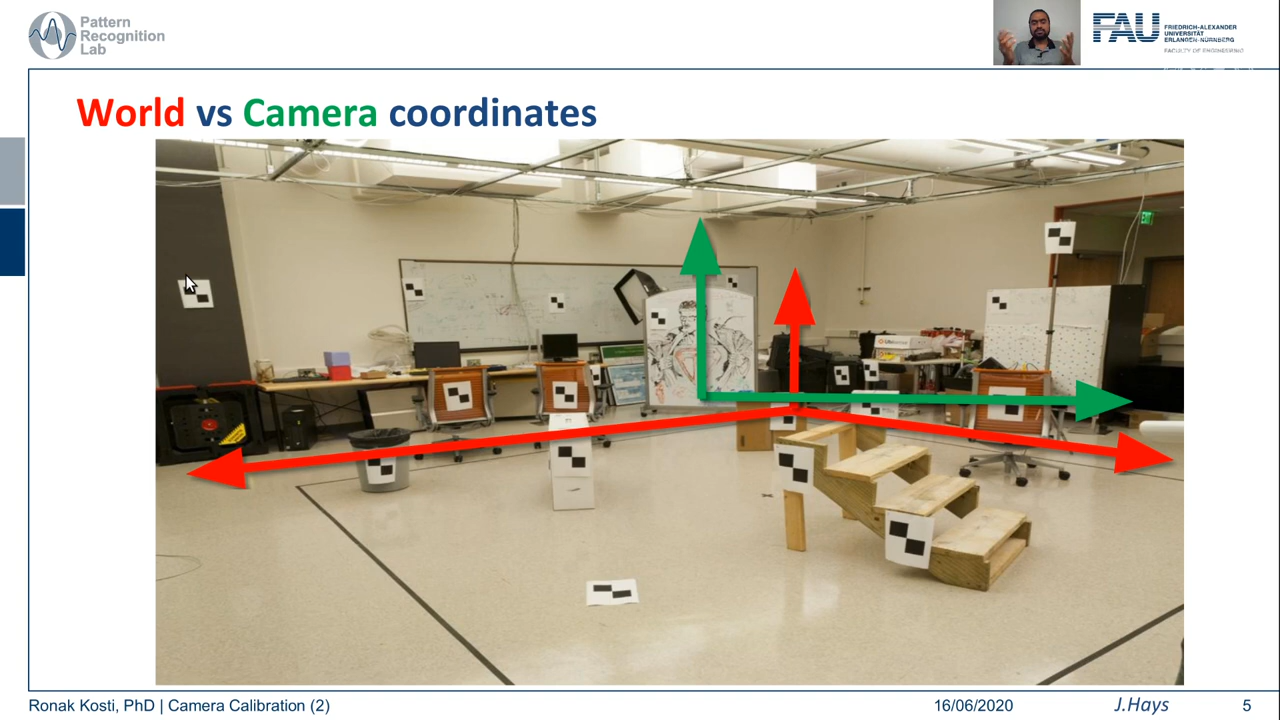 Pattern
Recognition
Lab
FAU
FRIEDRICH-ALEXANDER
UNIVERSITÄT
ERLANGEN-NÜRNBERG
FACULTY OF ENGINEERING
World vs Camera coordinates
EXIT
Ronak Kosti, PhD | Camera Calibration (2)
16/06/2020
J.Hays
5